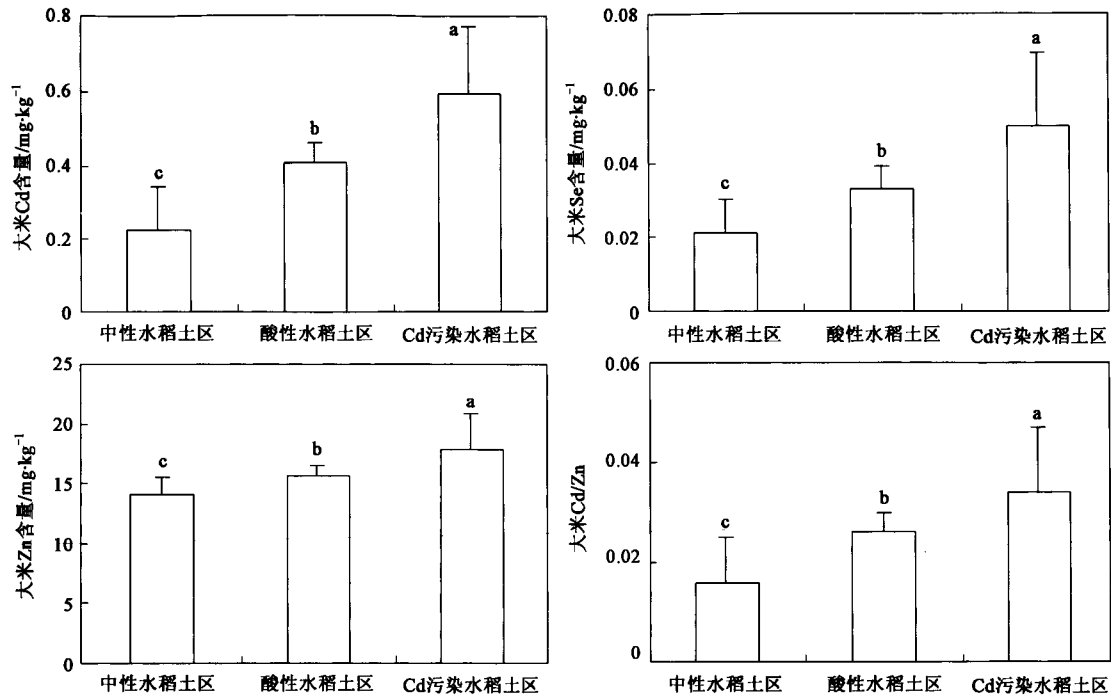 大米Cd含量/mg·kg⁻¹
0.8
0.6
0.4
0.2
0
c
b
a
中性水稻土区 酸性水稻土区 Cd污染水稻土区
大米Se含量/mg·kg⁻¹
0.08
0.06
0.04
0.02
0
c
b
a
中性水稻土区 酸性水稻土区 Cd污染水稻土区
大米Zn含量/mg·kg⁻¹
25
20
15
10
5
0
c
b
a
中性水稻土区 酸性水稻土区 Cd污染水稻土区
大米Cd/Zn
0.06
0.04
0.02
0
c
b
a
中性水稻土区 酸性水稻土区 Cd污染水稻土区